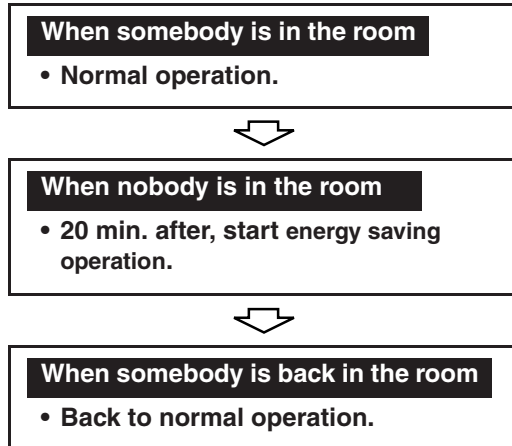 When somebody is in the room
• Normal operation.
When nobody is in the room
• 20 min. after, start energy saving
operation.
When somebody is back in the room
• Back to normal operation.